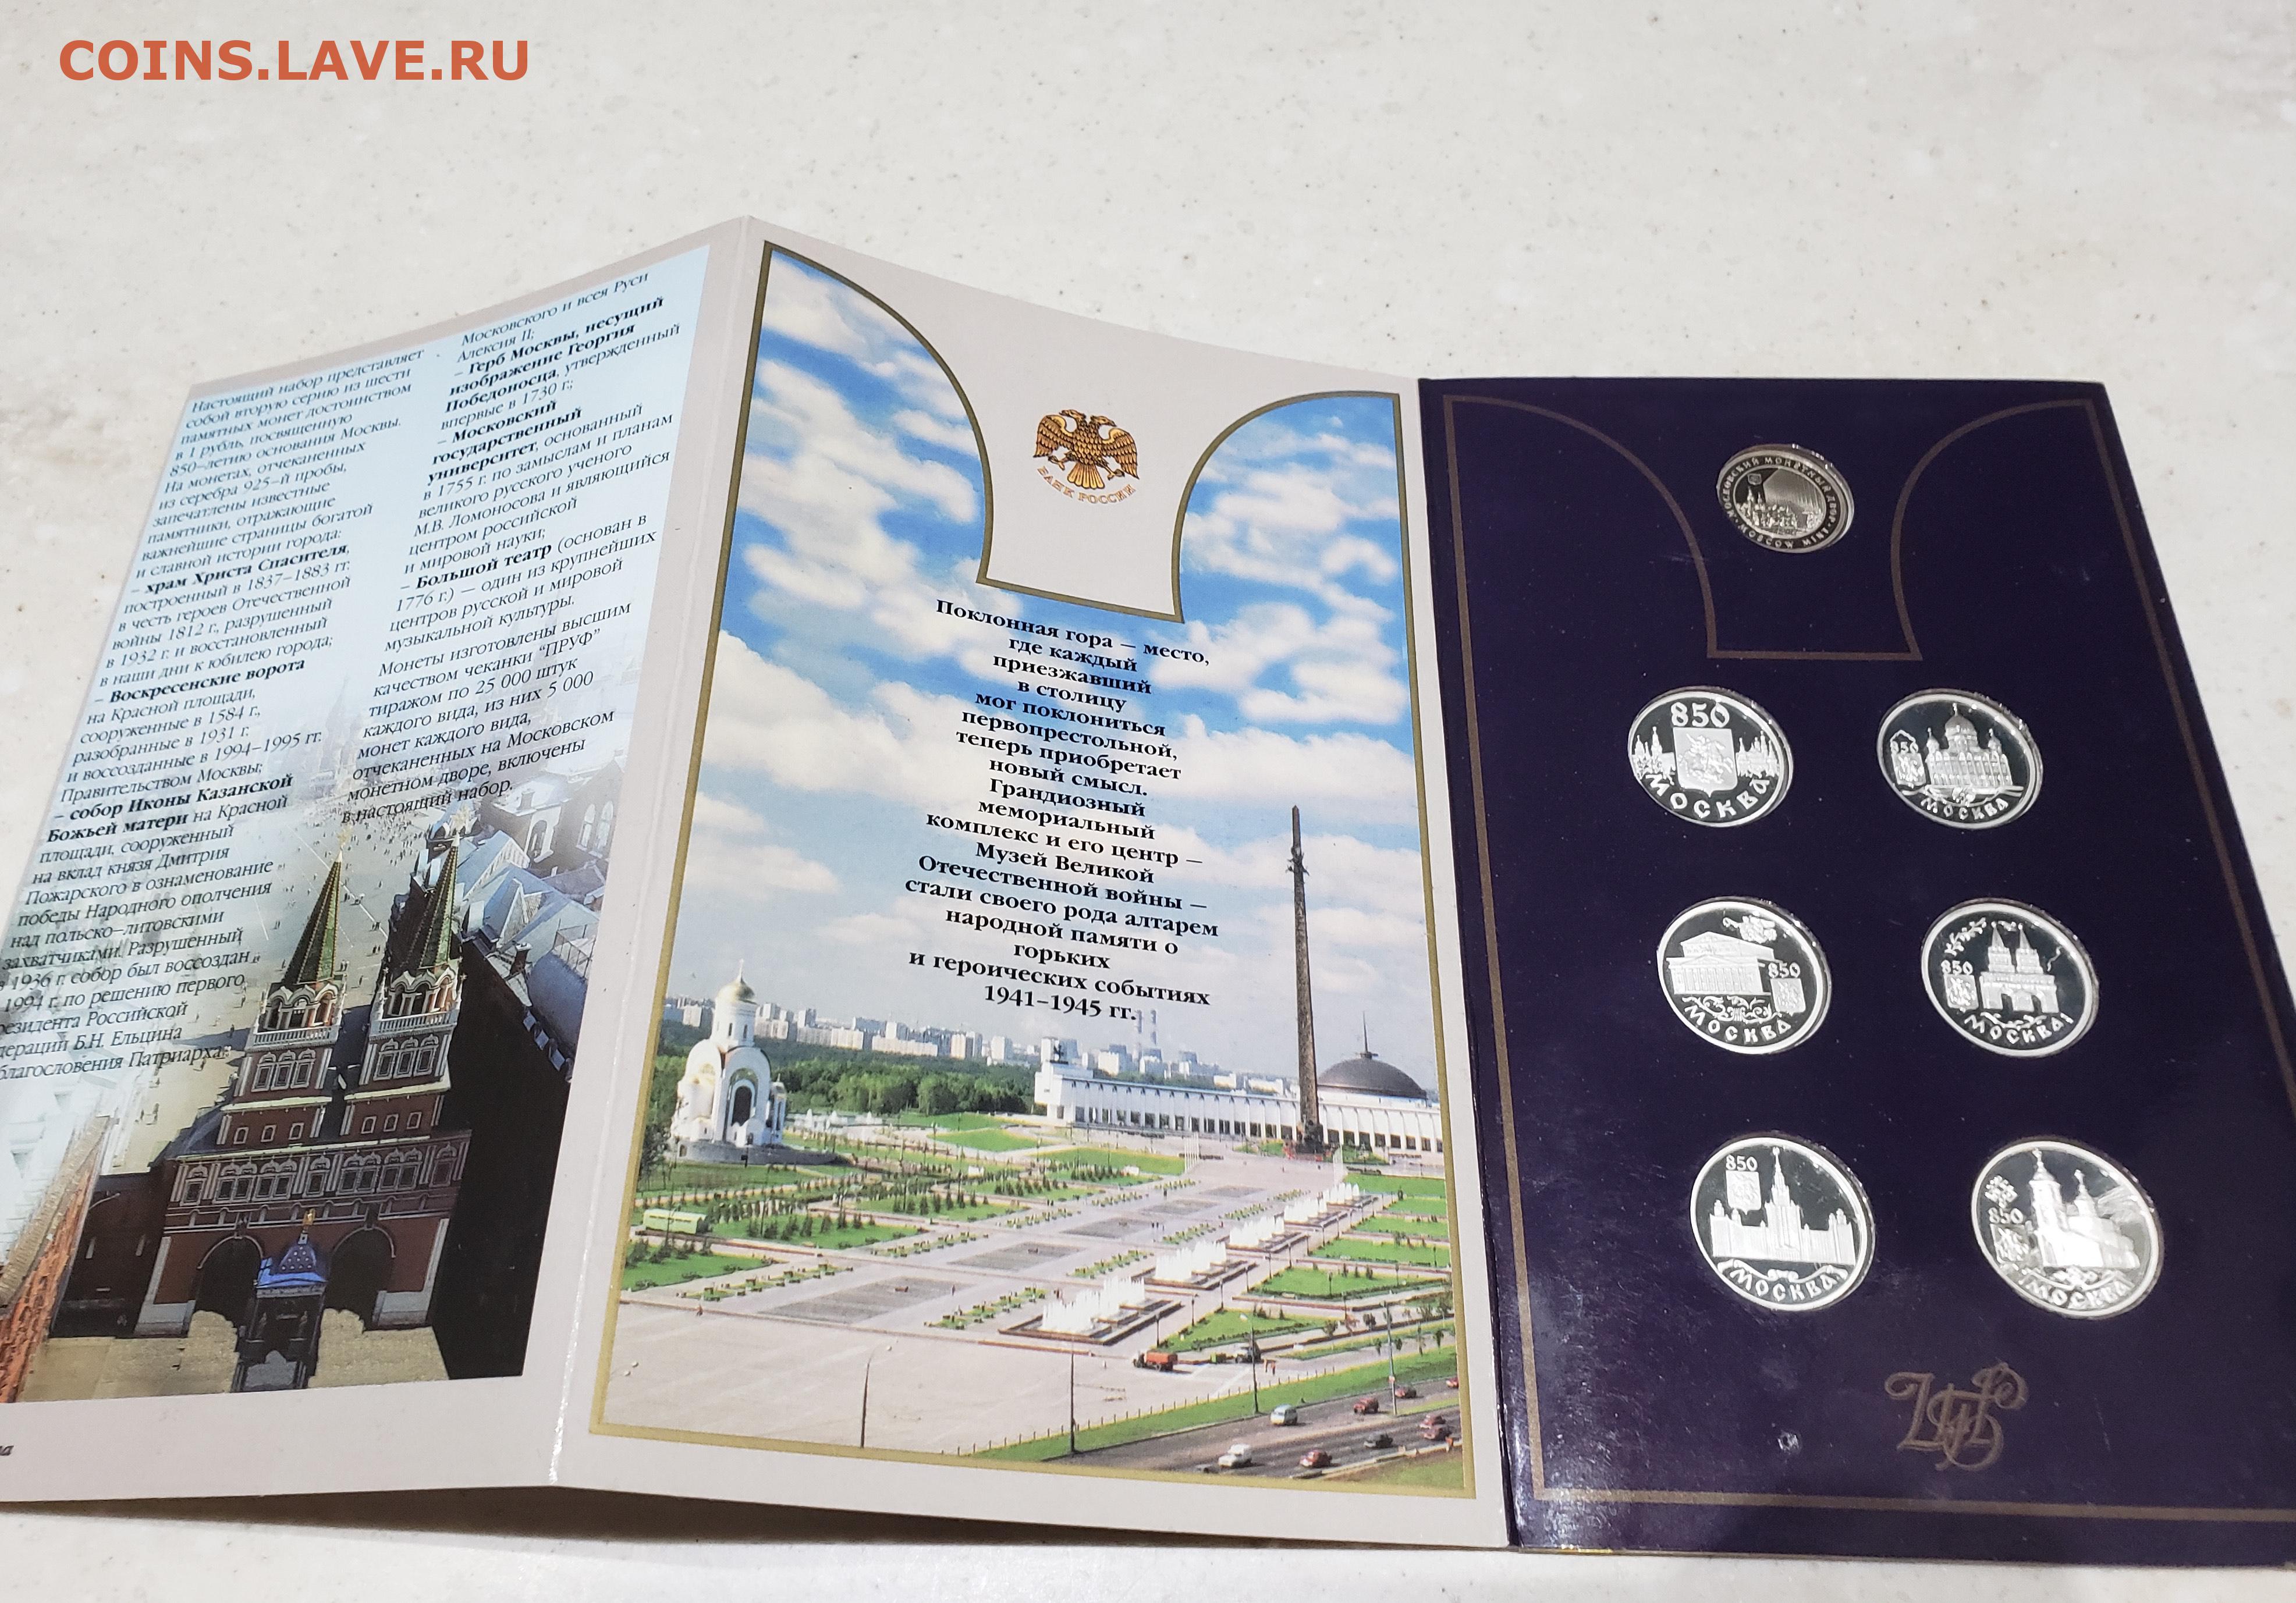 COINS.LAVE.RU
Настоящий набор представляет
собой вторую серию из шести
памятных монет достоинством
в 1 рубль, посвященную
850–летию основания Москвы.
На монетах, отчеканенных
из серебра 925–й пробы,
запечатлены известные
памятники, отражающие
важнейшие страницы богатой
и славной истории города:
– храм Христа Спасителя,
построенный в 1837–1883 гг.
в честь героев Отечественной
войны 1812 г., разрушенный
в 1932 г. и восстановленный
в наши дни к юбилею города;
– Воскресенские ворота
на Красной площади,
сооруженные в 1584 г.,
разобранные в 1931 г.
и воссозданные в 1994–1995 гг.
Правительством Москвы;
– собор Иконы Казанской
Божьей матери на Красной
площади, сооруженный
на вклад князя Дмитрия
Пожарского в ознаменование
победы Народного ополчения
над польско–литовскими
захватчиками. Разрушенный
в 1936 г. собор был воссоздан
1994 г. по решению первого
резидента Российской
дерации Б.Н. Ельцина
благословения Патриарха
Московского и всея Руси
Алексия II;
– Герб Москвы, несущий
изображение Георгия
Победоносца, утвержденный
впервые в 1730 г.;
– Московский
государственный
университет, основанный
в 1755 г. по замыслам и планам
великого русского ученого
М.В. Ломоносова и являющийся
центром российской
и мировой науки;
– Большой театр (основан в
1776 г.) — один из крупнейших
центров русской и мировой
музыкальной культуры.
Монеты изготовлены высшим
качеством чеканки "ПРУФ"
тиражом по 25 000 штук
каждого вида, из них 5 000
монет каждого вида,
отчеканенных на Московском
монетном дворе, включены
в настоящий набор.
БАНК РОССИИ
Поклонная гора — место,
где каждый
приезжавший
в столицу
мог поклониться
первопрестольной,
теперь приобретает
новый смысл.
Грандиозный
мемориальный
комплекс и его центр —
Музей Великой
Отечественной войны —
стали своего рода алтарем
народной памяти о
горьких
и героических событиях
1941–1945 гг.
МОСКОВСКИЙ МОНЕТНЫЙ ДВОР
MOSCOW MINT
850
МОСКВА
850
МОСКВА
850
МОСКВА
850
МОСКВА
850
МОСКВА
850
МОСКВА